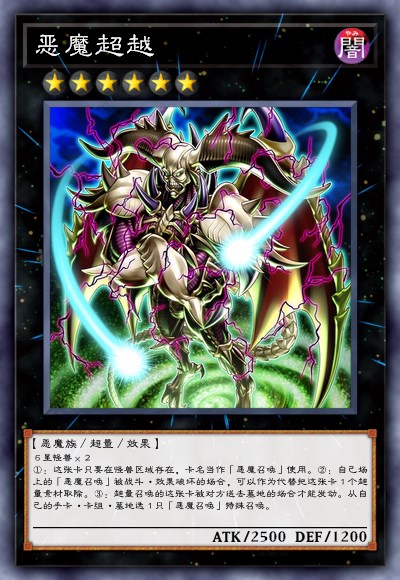 恶魔超越
やみ
闇
【恶魔族／超量／效果】
6星怪兽×2
①：这张卡只要在怪兽区域存在，卡名当作「恶魔召唤」使用。②：自己场
上的「恶魔召唤」被战斗·效果破坏的场合，可以作为代替把这张卡1个超
量素材取除。③：超量召唤的这张卡被对方送去墓地的场合才能发动。从自
己的手卡·卡组·墓地选1只「恶魔召唤」特殊召唤。
ATK/2500 DEF/1200